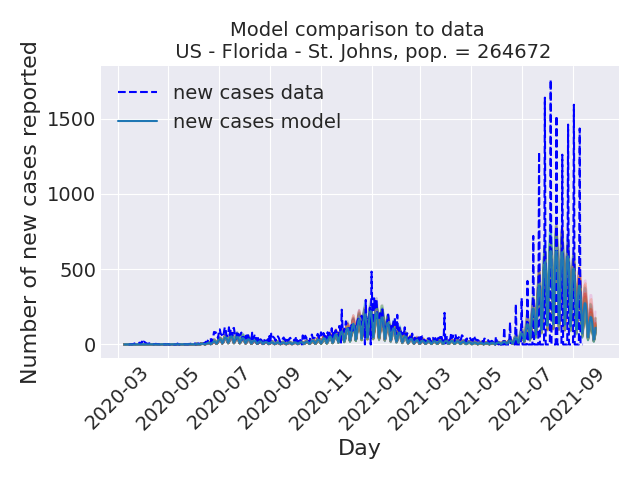 Model comparison to data
US - Florida - St. Johns, pop. = 264672
Number of new cases reported
new cases data
new cases model
1500
1000
500
0
2020-03
2020-05
2020-07
2020-09
2020-11
2021-01
2021-03
2021-05
2021-07
2021-09
Day